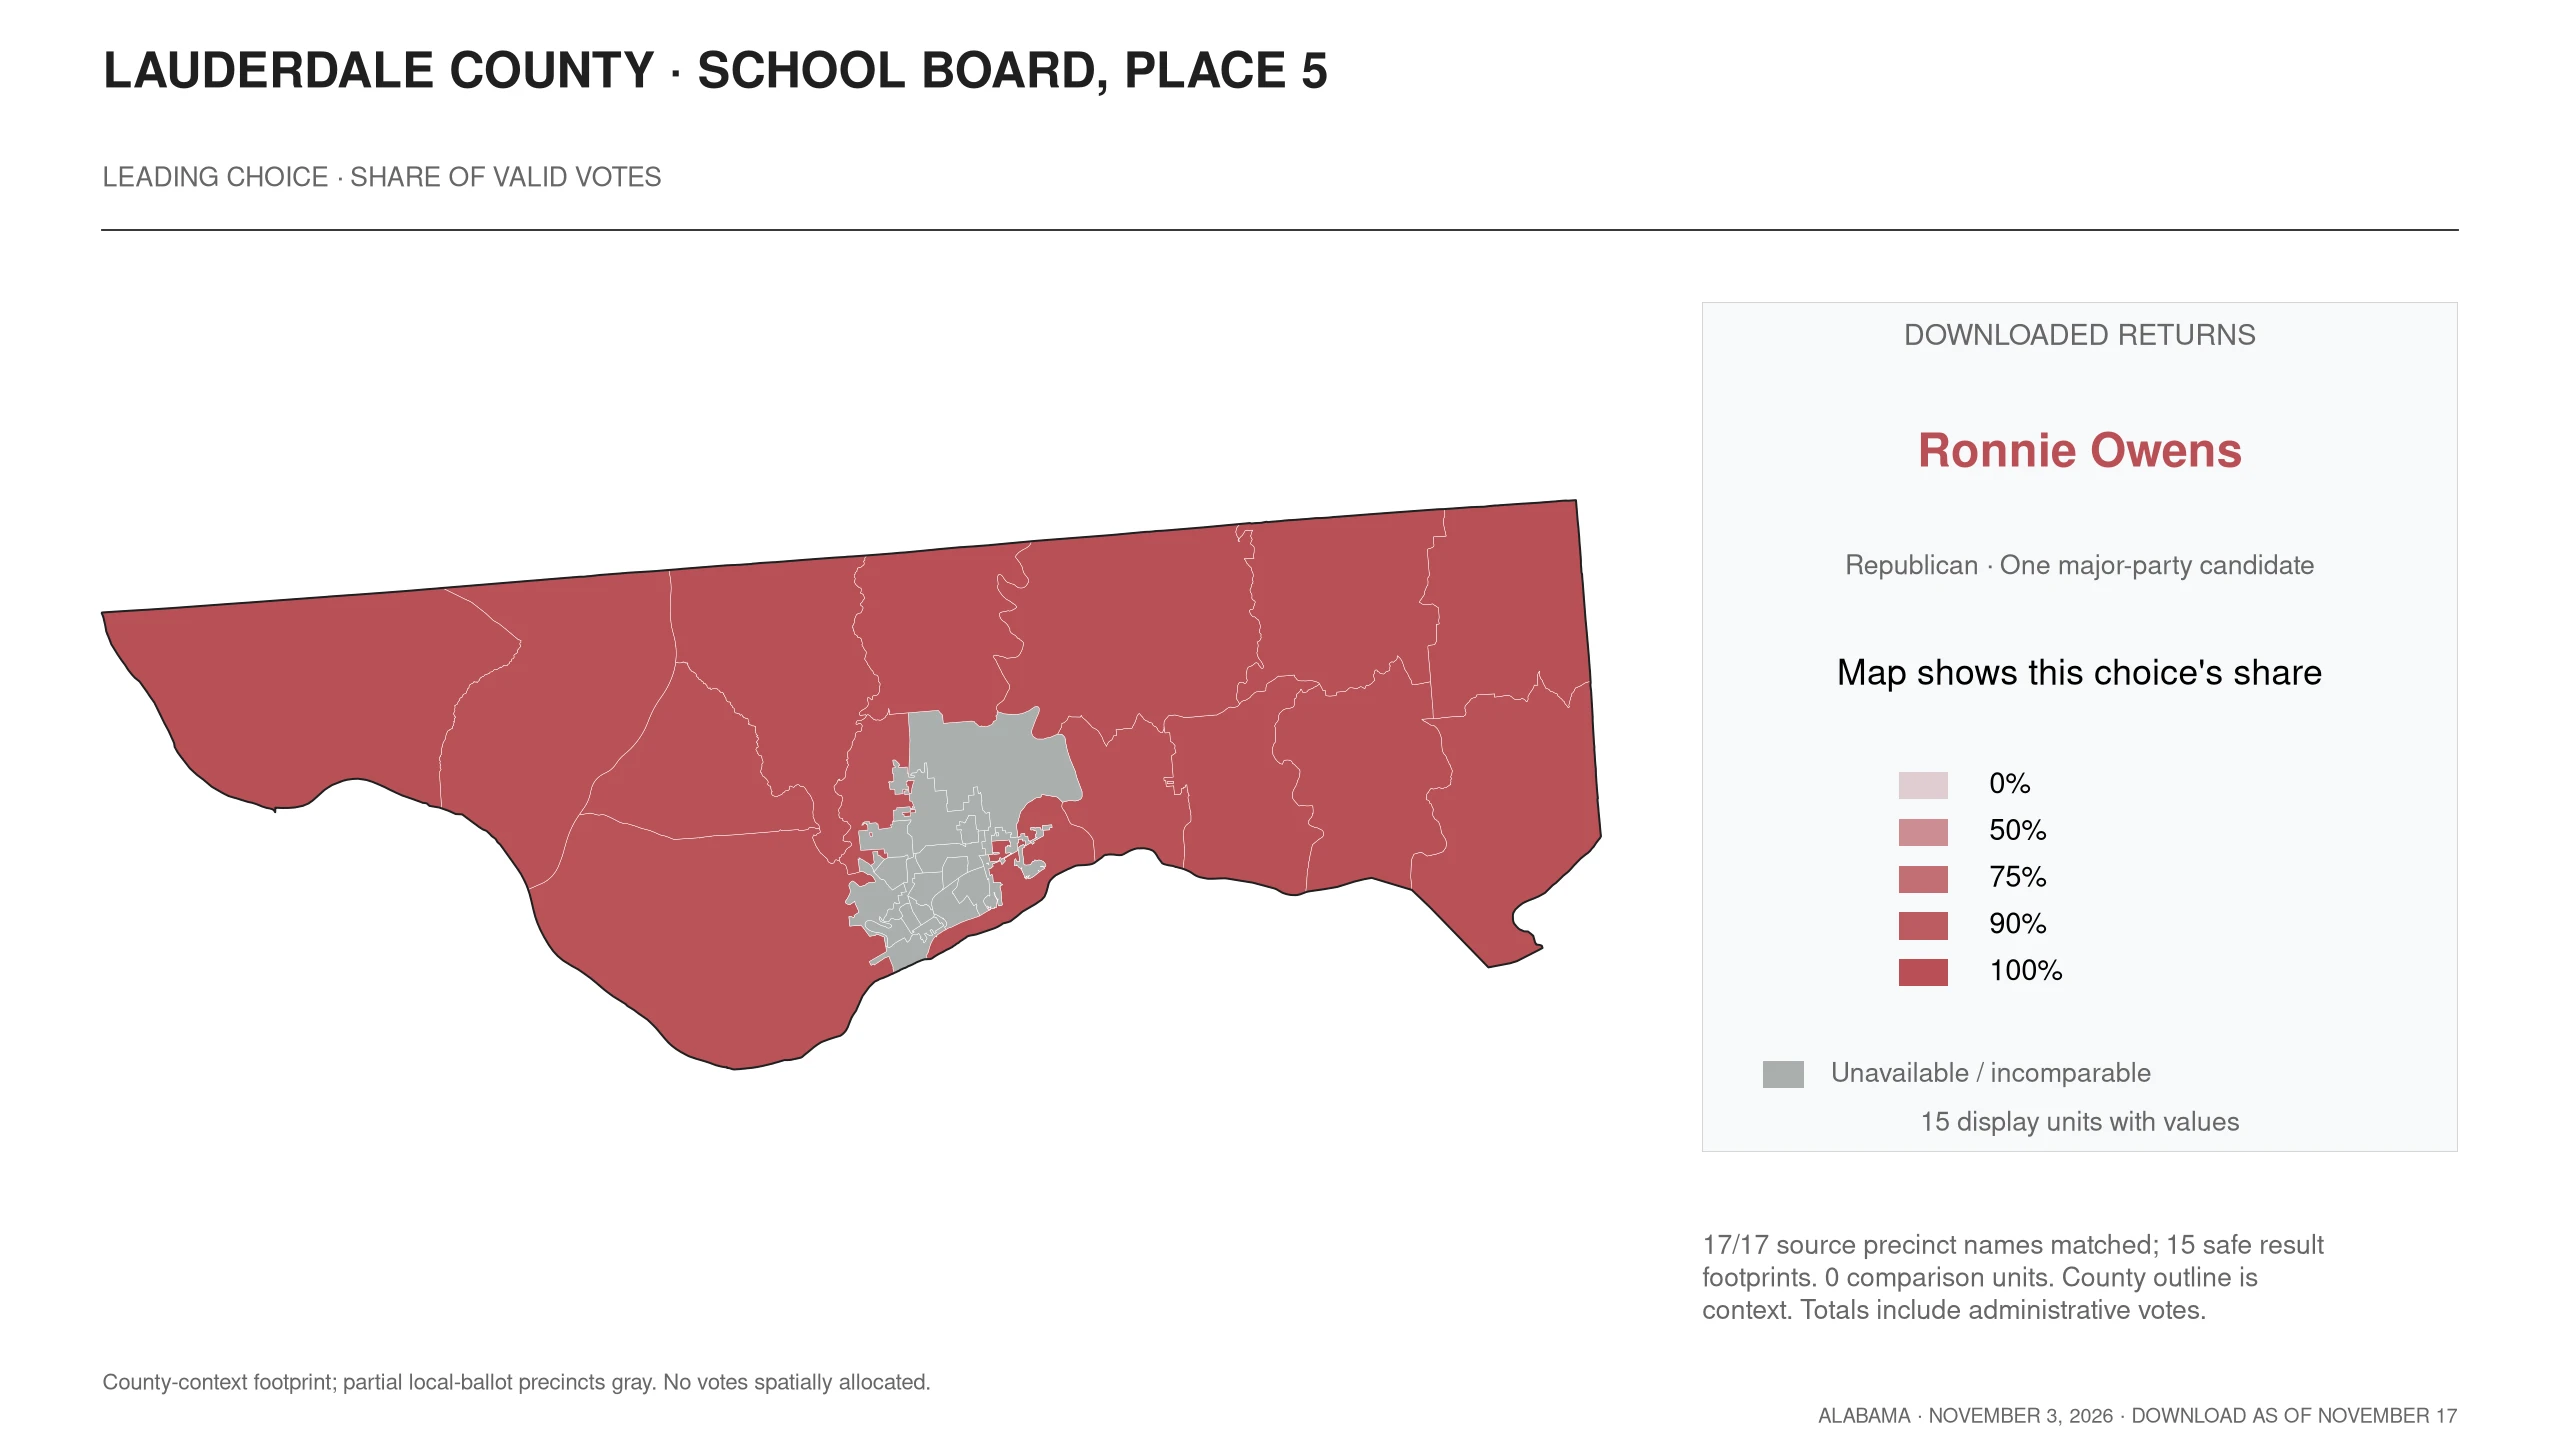 LAUDERDALE COUNTY · SCHOOL BOARD, PLACE 5
LEADING CHOICE · SHARE OF VALID VOTES
DOWNLOADED RETURNS
Ronnie Owens
Republican · One major-party candidate
Map shows this choice's share
0%
50%
75%
90%
100%
Unavailable / incomparable
15 display units with values
17/17 source precinct names matched; 15 safe result
footprints. 0 comparison units. County outline is
context. Totals include administrative votes.
County-context footprint; partial local-ballot precincts gray. No votes spatially allocated.
ALABAMA · NOVEMBER 3, 2026 · DOWNLOAD AS OF NOVEMBER 17